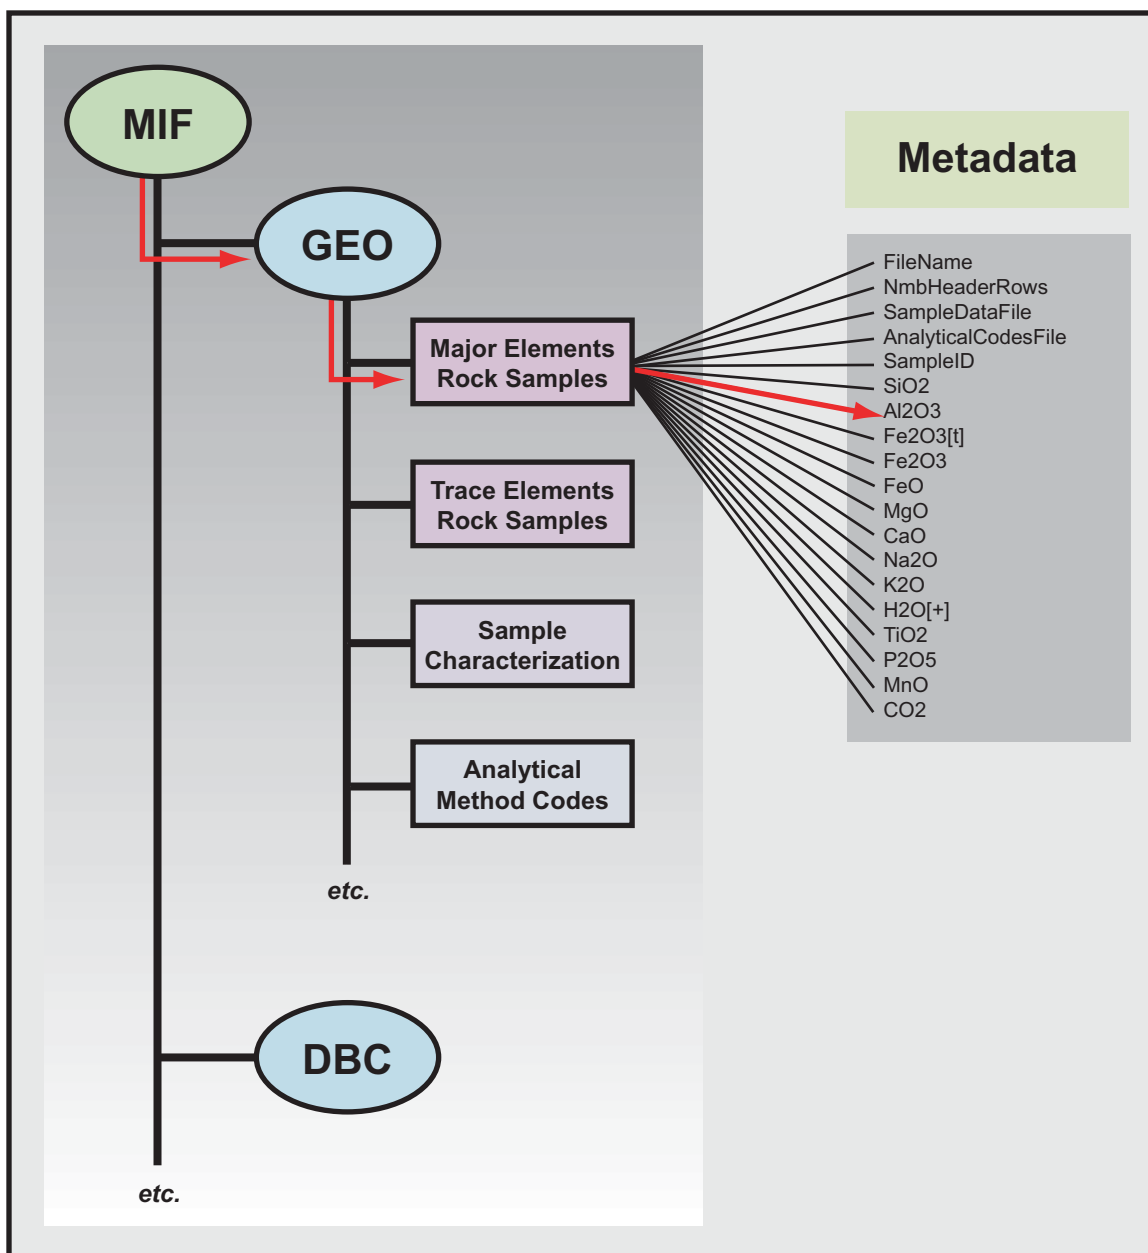 MIF
GEO
Major Elements
Rock Samples
Trace Elements
Rock Samples
Sample
Characterization
Analytical
Method Codes
etc.
DBC
etc.
Metadata
FileName
NmbHeaderRows
SampleDataFile
AnalyticalCodesFile
SampleID
SiO2
Al2O3
Fe2O3[t]
Fe2O3
FeO
MgO
CaO
Na2O
K2O
H2O[+]
TiO2
P2O5
MnO
CO2